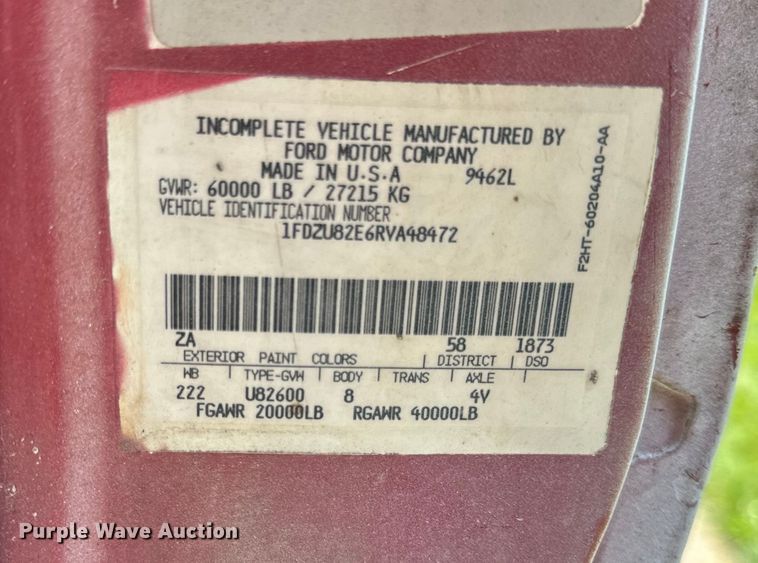 INCOMPLETE VEHICLE MANUFACTURED BY
FORD MOTOR COMPANY
MADE IN U.S.A 9462L
GVWR: 60000 LB / 27215 KG
VEHICLE IDENTIFICATION NUMBER
1FDZU82E6RVA48472
F2HT-60204A10-AA
ZA 58 1873
EXTERIOR PAINT COLORS DISTRICT DSO
WB TYPE-GVW BODY TRANS AXLE
222 U82600 8 4V
FGAWR 20000LB RGAWR 40000LB
Purple Wave Auction